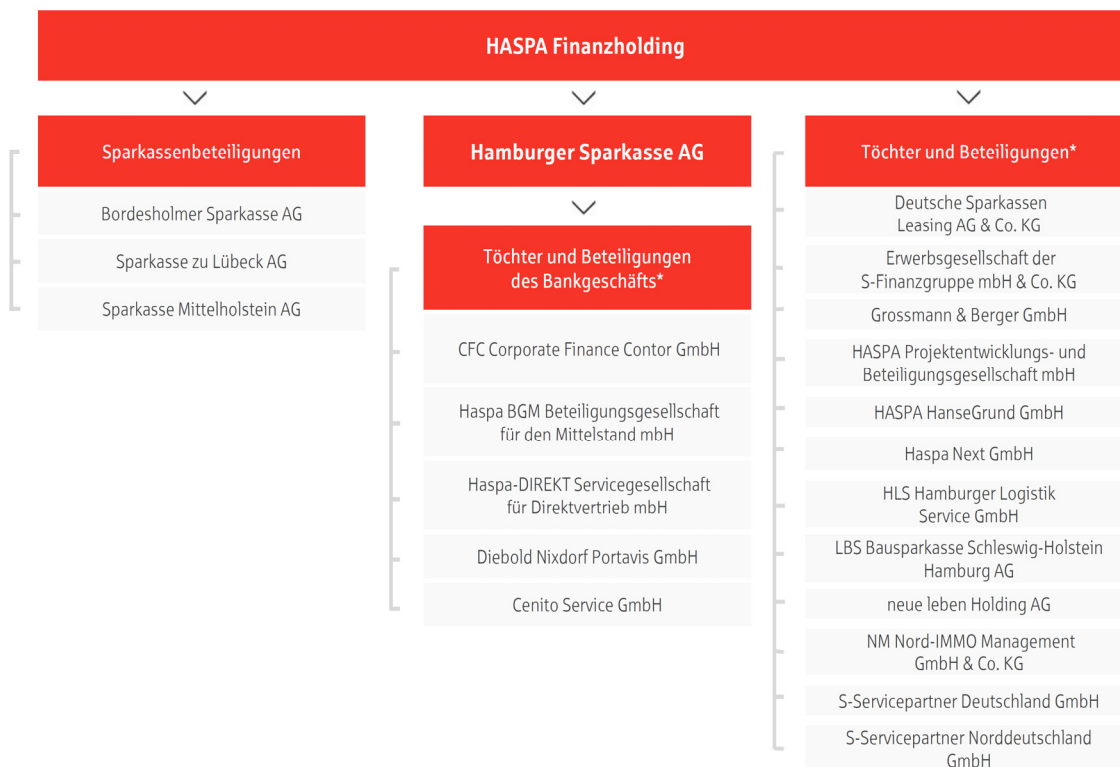 HASPA Finanzholding
Sparkassenbeteiligungen
Bordesholmer Sparkasse AG
Sparkasse zu Lübeck AG
Sparkasse Mittelholstein AG
Hamburger Sparkasse AG
Töchter und Beteiligungen
des Bankgeschäfts*
CFC Corporate Finance Contor GmbH
Haspa BGM Beteiligungsgesellschaft
für den Mittelstand mbH
Haspa-DIREKT Servicegesellschaft
für Direktvertrieb mbH
Diebold Nixdorf Portavis GmbH
Cenito Service GmbH
Töchter und Beteiligungen*
Deutsche Sparkassen
Leasing AG & Co. KG
Erwerbsgesellschaft der
S-Finanzgruppe mbH & Co. KG
Grossmann & Berger GmbH
HASPA Projektentwicklungs- und
Beteiligungsgesellschaft mbH
HASPA HanseGrund GmbH
Haspa Next GmbH
HLS Hamburger Logistik
Service GmbH
LBS Bausparkasse Schleswig-Holstein
Hamburg AG
neue leben Holding AG
NM Nord-IMMO Management
GmbH & Co. KG
S-Servicepartner Deutschland GmbH
S-Servicepartner Norddeutschland
GmbH